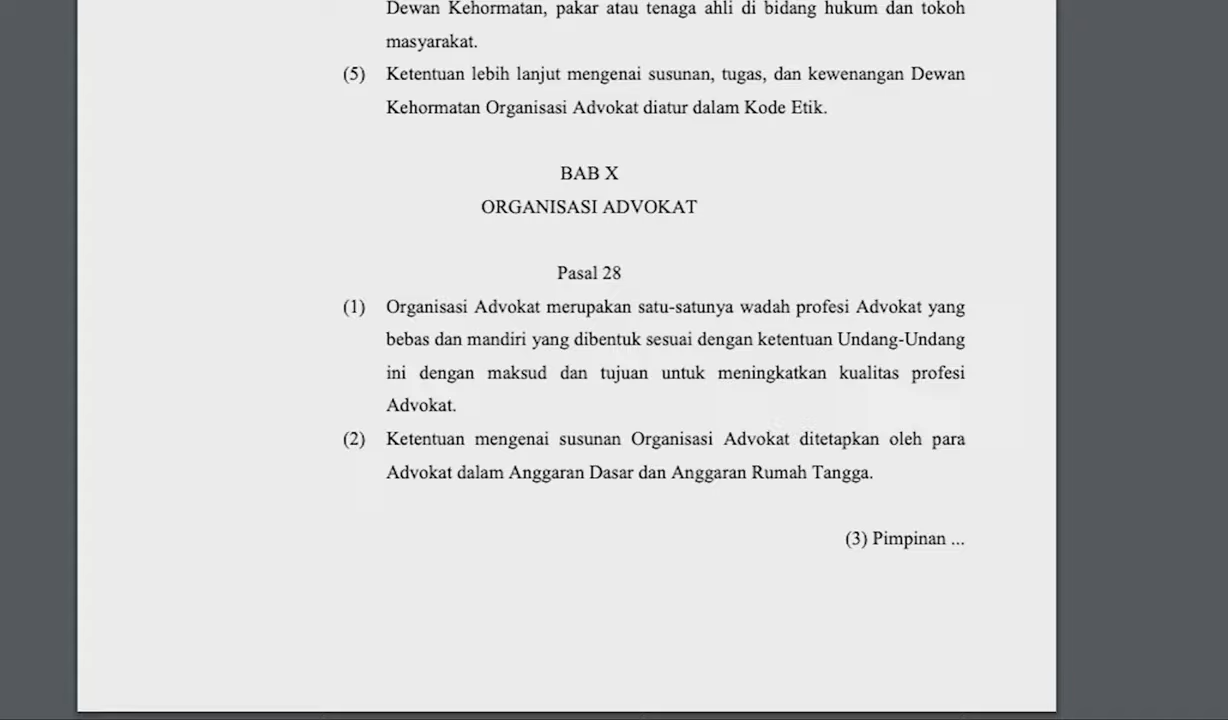 Dewan Kehormatan, pakar atau tenaga ahli di bidang hukum dan tokoh
masyarakat.
(5) Ketentuan lebih lanjut mengenai susunan, tugas, dan kewenangan Dewan
Kehormatan Organisasi Advokat diatur dalam Kode Etik.
BAB X
ORGANISASI ADVOKAT
Pasal 28
(1) Organisasi Advokat merupakan satu-satunya wadah profesi Advokat yang
bebas dan mandiri yang dibentuk sesuai dengan ketentuan Undang-Undang
ini dengan maksud dan tujuan untuk meningkatkan kualitas profesi
Advokat.
(2) Ketentuan mengenai susunan Organisasi Advokat ditetapkan oleh para
Advokat dalam Anggaran Dasar dan Anggaran Rumah Tangga.
(3) Pimpinan ...